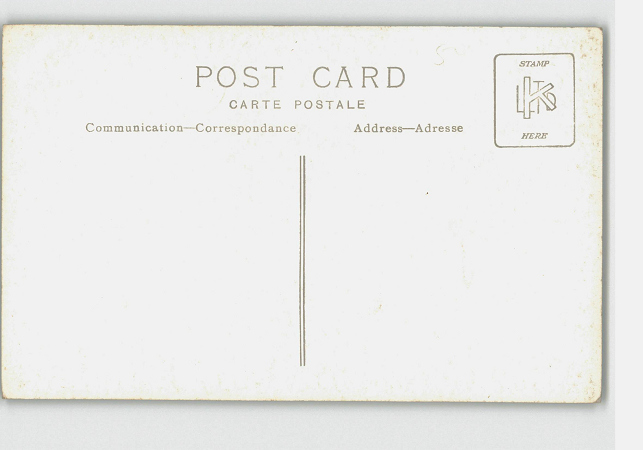 POST CARD
CARTE POSTALE
Communication—Correspondance Address—Adresse
STAMP
HERE